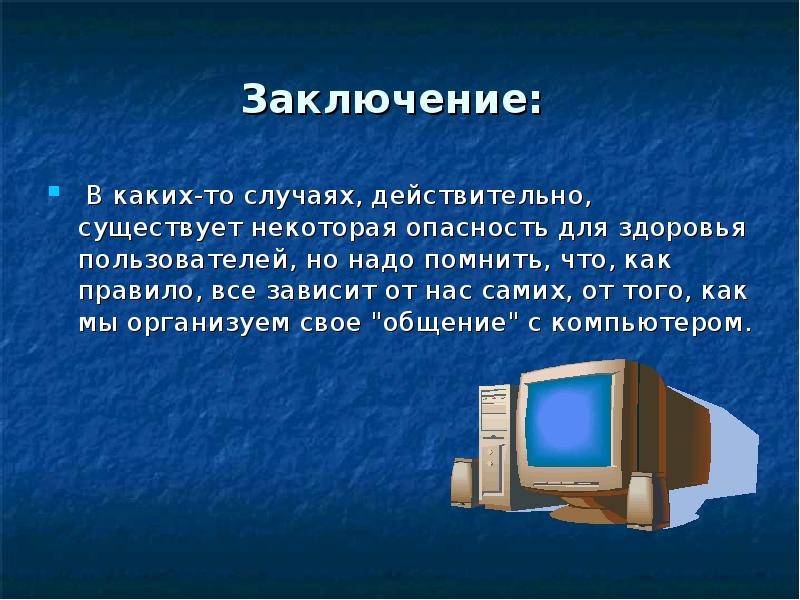 Заключение:
В каких-то случаях, действительно,
существует некоторая опасность для здоровья
пользователей, но надо помнить, что, как
правило, все зависит от нас самих, от того, как
мы организуем свое "общение" с компьютером.